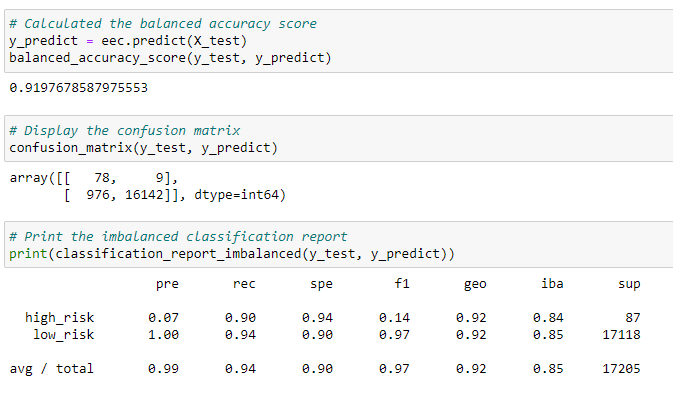 # Calculated the balanced accuracy score
y_predict = eec.predict(X_test)
balanced_accuracy_score(y_test, y_predict)
0.9197678587975553
# Display the confusion matrix
confusion_matrix(y_test, y_predict)
array([[   78,     9],
       [  976, 16142]], dtype=int64)
# Print the imbalanced classification report
print(classification_report_imbalanced(y_test, y_predict))
                   pre       rec       spe        f1       geo       iba       sup
  high_risk       0.07      0.90      0.94      0.14      0.92      0.84        87
   low_risk       1.00      0.94      0.90      0.97      0.92      0.85     17118
avg / total       0.99      0.94      0.90      0.97      0.92      0.85     17205